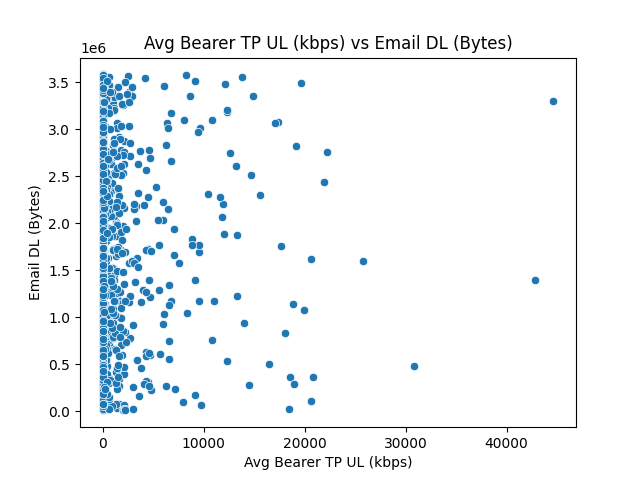 Avg Bearer TP UL (kbps) vs Email DL (Bytes)
1e6
3.5
3.0
2.5
2.0
1.5
1.0
0.5
0.0
Email DL (Bytes)
0 10000 20000 30000 40000
Avg Bearer TP UL (kbps)